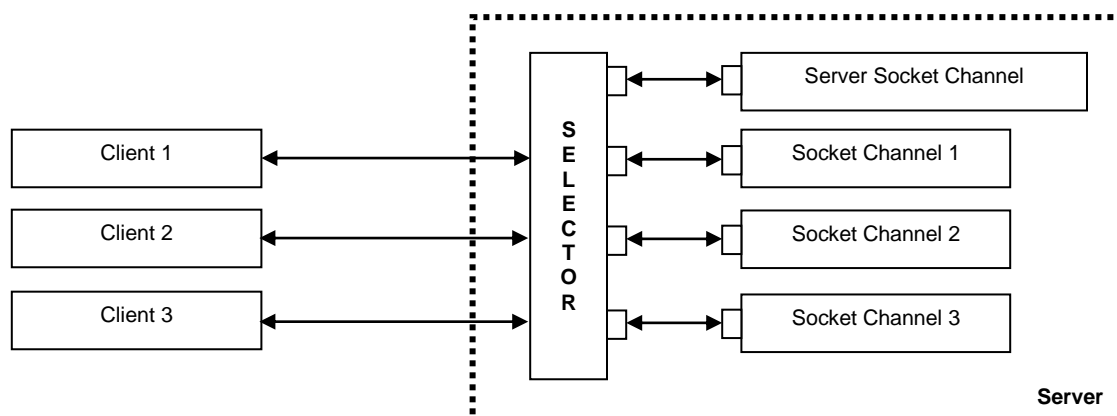 Server Socket Channel
SELECTOR
Client 1
Socket Channel 1
Client 2
Socket Channel 2
Client 3
Socket Channel 3
Server